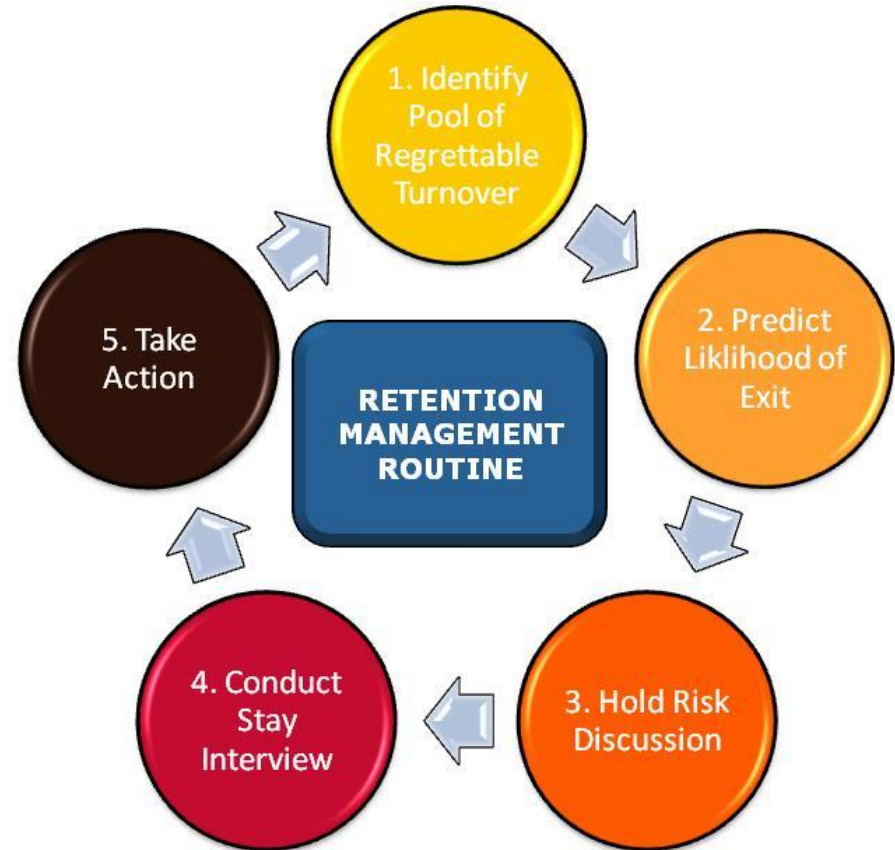 1. Identify
Pool of
Regrettable
Turnover
2. Predict
Liklihood of
Exit
3. Hold Risk
Discussion
4. Conduct
Stay
Interview
5. Take
Action
RETENTION
MANAGEMENT
ROUTINE